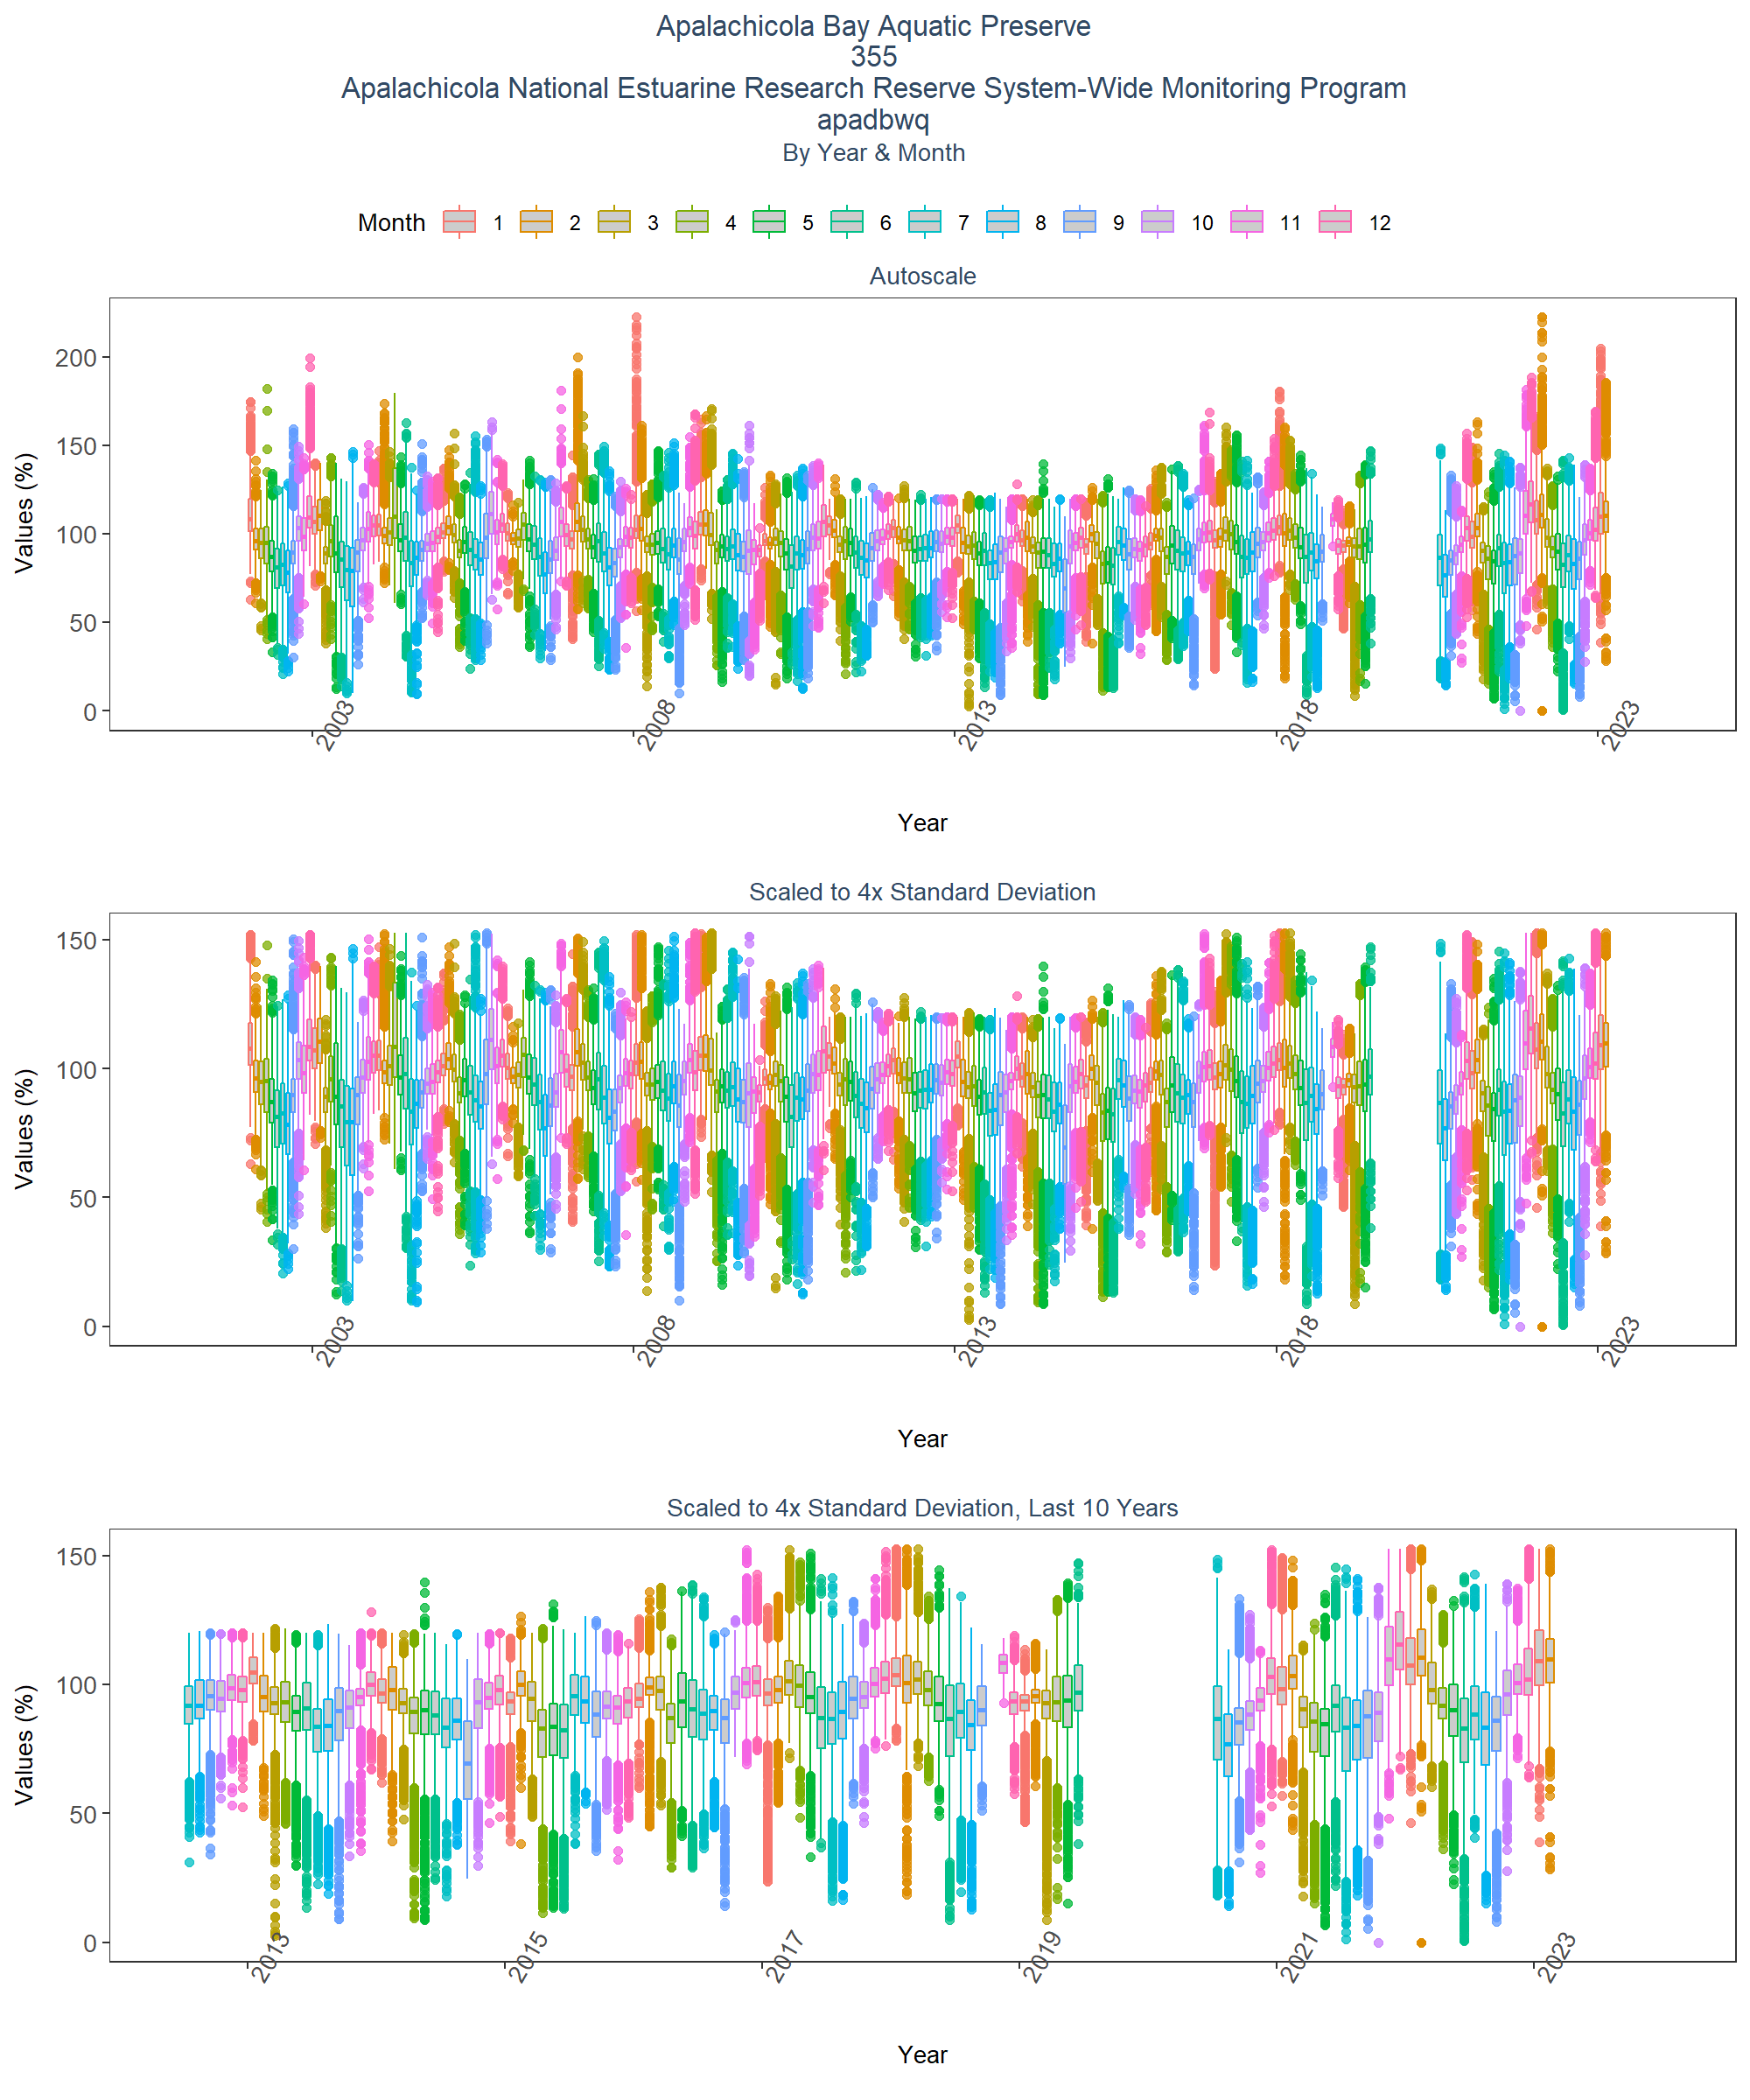 Apalachicola Bay Aquatic Preserve
355
Apalachicola National Estuarine Research Reserve System-Wide Monitoring Program
apadbwq
By Year & Month
Month 1 2 3 4 5 6 7 8 9 10 11 12
Autoscale
Values (%)
200
150
100
50
0
2003 2008 2013 2018 2023
Year
Scaled to 4x Standard Deviation
Values (%)
150
100
50
0
2003 2008 2013 2018 2023
Year
Scaled to 4x Standard Deviation, Last 10 Years
Values (%)
150
100
50
0
2013 2015 2017 2019 2021 2023
Year